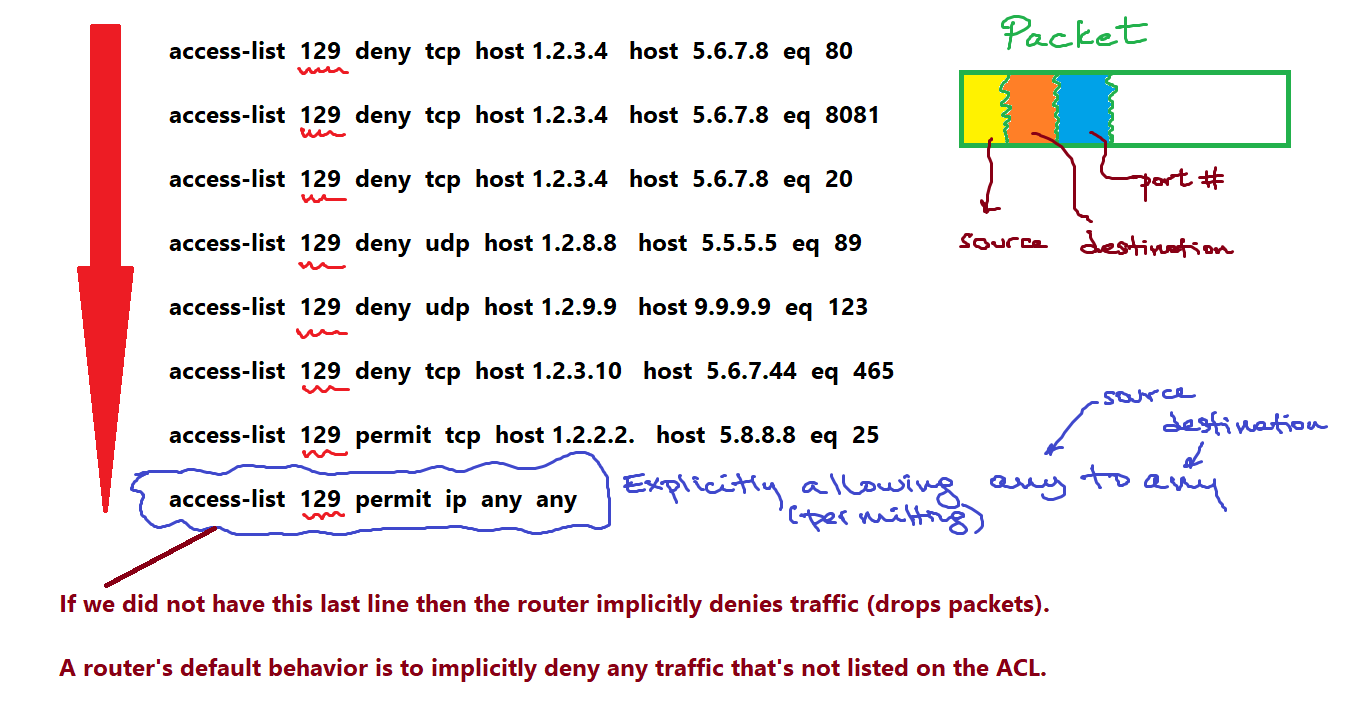 Packet
access-list 129 deny tcp host 1.2.3.4 host 5.6.7.8 eq 80
access-list 129 deny tcp host 1.2.3.4 host 5.6.7.8 eq 8081
port #
access-list 129 deny tcp host 1.2.3.4 host 5.6.7.8 eq 20
source destination
access-list 129 deny udp host 1.2.8.8 host 5.5.5.5 eq 89
access-list 129 deny udp host 1.2.9.9 host 9.9.9.9 eq 123
access-list 129 deny tcp host 1.2.3.10 host 5.6.7.44 eq 465
source
destination
access-list 129 permit tcp host 1.2.2.2. host 5.8.8.8 eq 25
access-list 129 permit ip any any
Explicitly allowing any to any
(permitting)
If we did not have this last line then the router implicitly denies traffic (drops packets).
A router's default behavior is to implicitly deny any traffic that's not listed on the ACL.